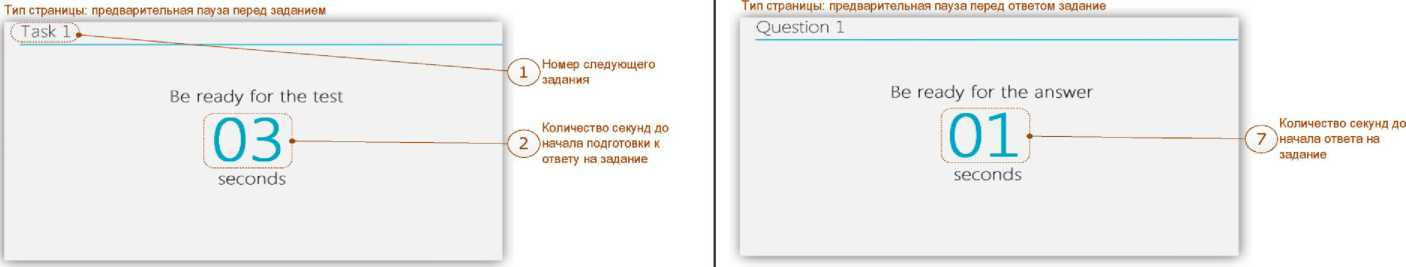 Тип страницы: предварительная пауза перед заданием
Task 1
1
Номер следующего
задания
Be ready for the test
03
2
Количество секунд до
начала подготовки к
ответу на задание
seconds
Тип страницы: предварительная пауза перед ответом задание
Question 1
Be ready for the answer
01
7
Количество секунд до
начала ответа на
задание
seconds